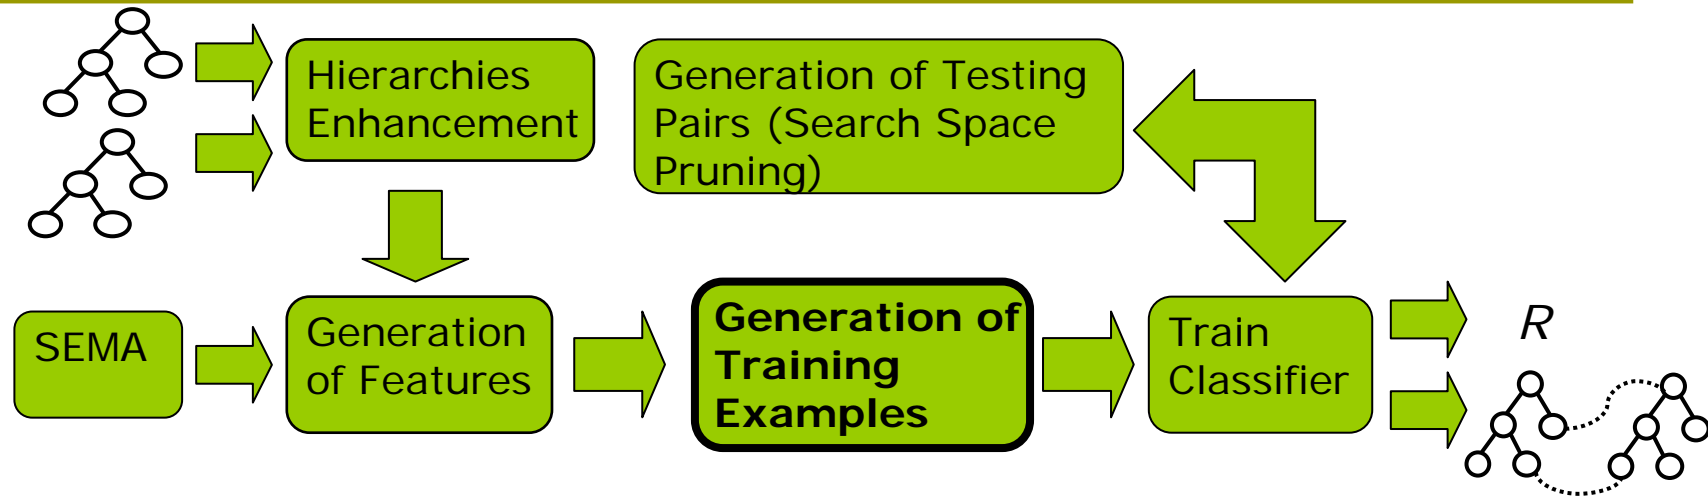 Hierarchies
Enhancement
Generation of Testing
Pairs (Search Space
Pruning)
SEMA
Generation
of Features
Generation of
Training
Examples
Train
Classifier
R